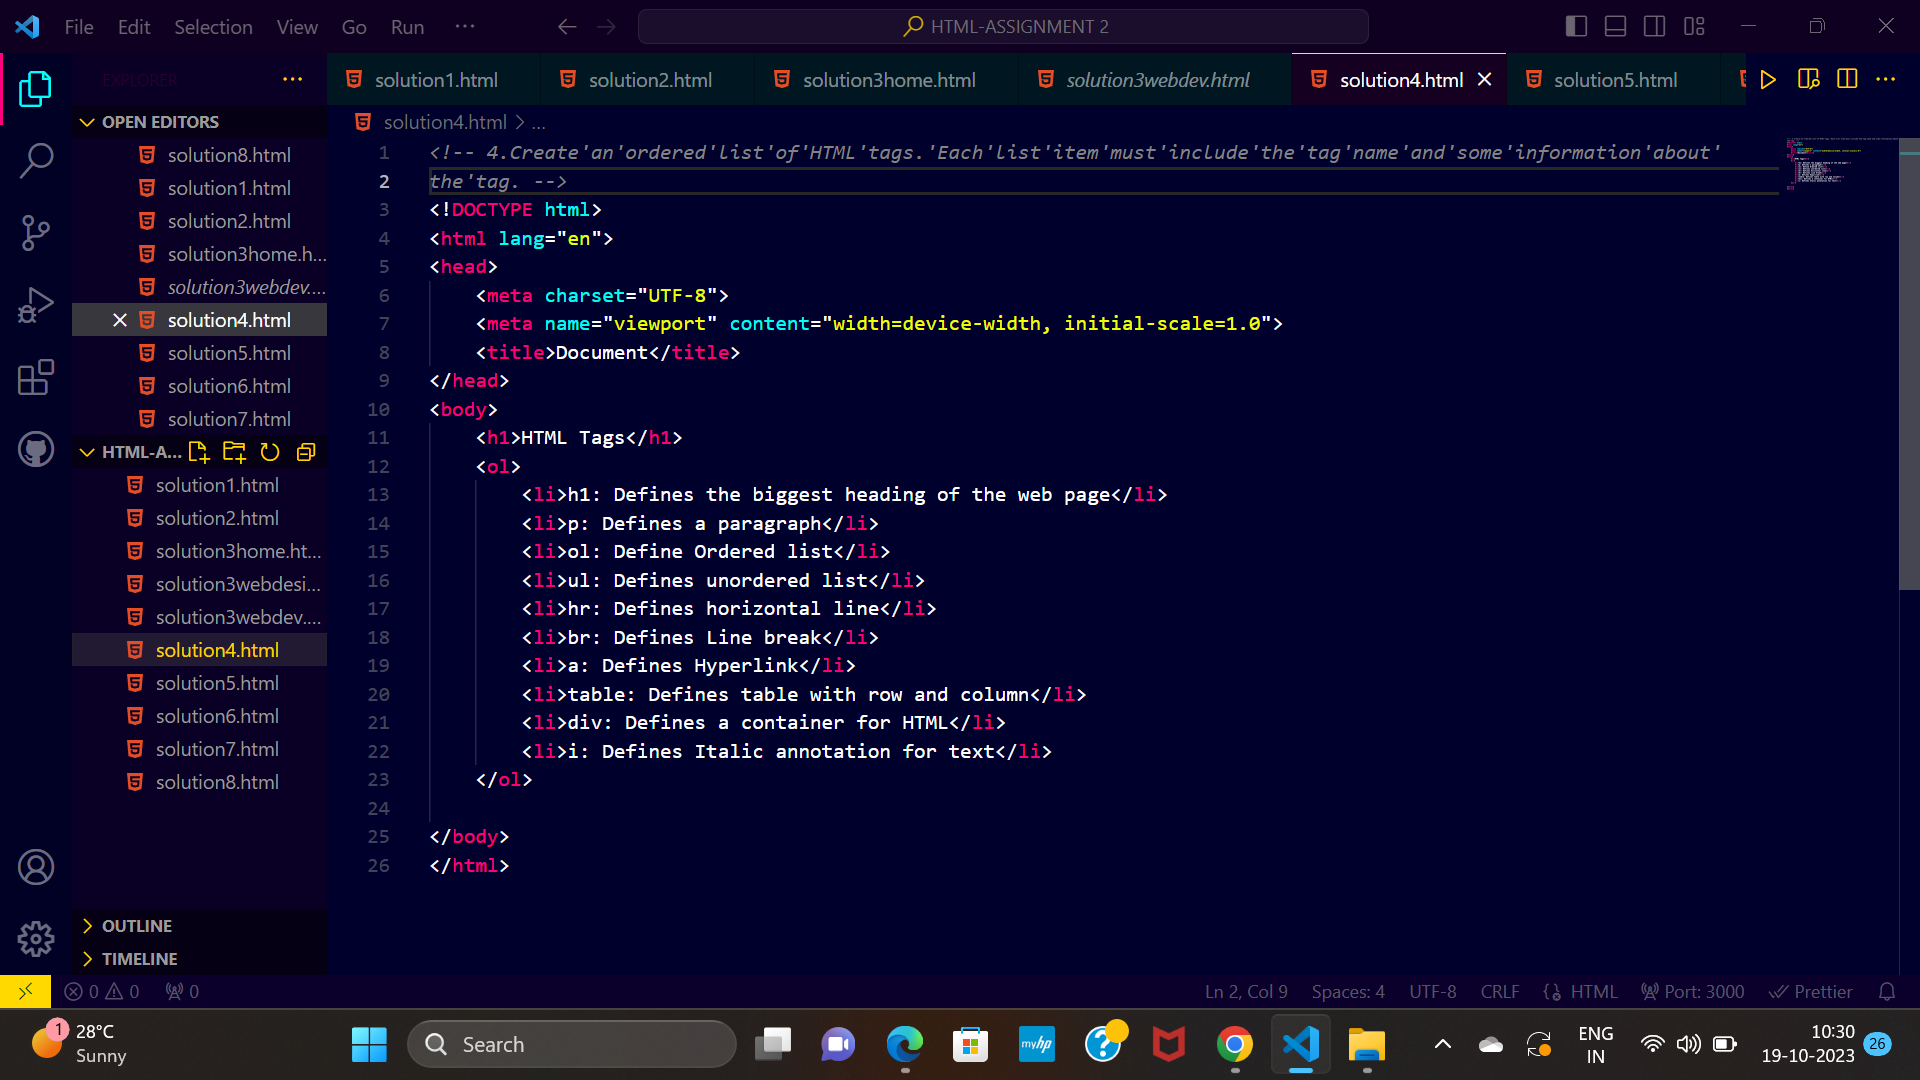 File Edit Selection View Go Run ...
HTML-ASSIGNMENT 2
EXPLORER
solution1.html
solution2.html
solution3home.html
solution3webdev.html
solution4.html
solution5.html
OPEN EDITORS
solution8.html
solution1.html
solution2.html
solution3home.h...
solution3webdev....
solution4.html
solution5.html
solution6.html
solution7.html
HTML-A...
solution1.html
solution2.html
solution3home.ht...
solution3webdesi...
solution3webdev....
solution4.html
solution5.html
solution6.html
solution7.html
solution8.html
OUTLINE
TIMELINE
solution4.html > ...
1 <!-- 4.Create'an'ordered'list'of'HTML'tags.'Each'list'item'must'include'the'tag'name'and'some'information'about'
2 the'tag. -->
3 <!DOCTYPE html>
4 <html lang="en">
5 <head>
6 <meta charset="UTF-8">
7 <meta name="viewport" content="width=device-width, initial-scale=1.0">
8 <title>Document</title>
9 </head>
10 <body>
11 <h1>HTML Tags</h1>
12 <ol>
13 <li>h1: Defines the biggest heading of the web page</li>
14 <li>p: Defines a paragraph</li>
15 <li>ol: Define Ordered list</li>
16 <li>ul: Defines unordered list</li>
17 <li>hr: Defines horizontal line</li>
18 <li>br: Defines Line break</li>
19 <li>a: Defines Hyperlink</li>
20 <li>table: Defines table with row and column</li>
21 <li>div: Defines a container for HTML</li>
22 <li>i: Defines Italic annotation for text</li>
23 </ol>
24
25 </body>
26 </html>
0 0 0
Ln 2, Col 9 Spaces: 4 UTF-8 CRLF HTML Port: 3000 Prettier
1
28°C
Sunny
Search
myhp
ENG
IN
10:30
19-10-2023
26